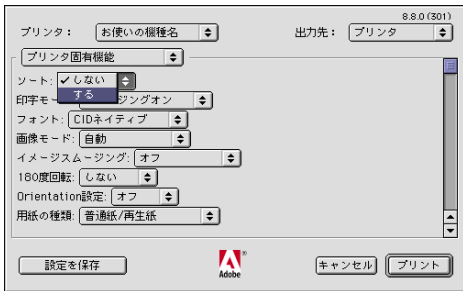 8.8.0 (301)
プリンタ： お使いの機種名 出力先： プリンタ
プリンタ固有機能
ソート： ✓しない
する
印字モー ジングオン
フォント： CIDネイティブ
画像モード： 自動
イメージスムージング： オフ
180度回転： しない
Orientation設定： オフ
用紙の種類： 普通紙/再生紙
設定を保存 Adobe キャンセル プリント